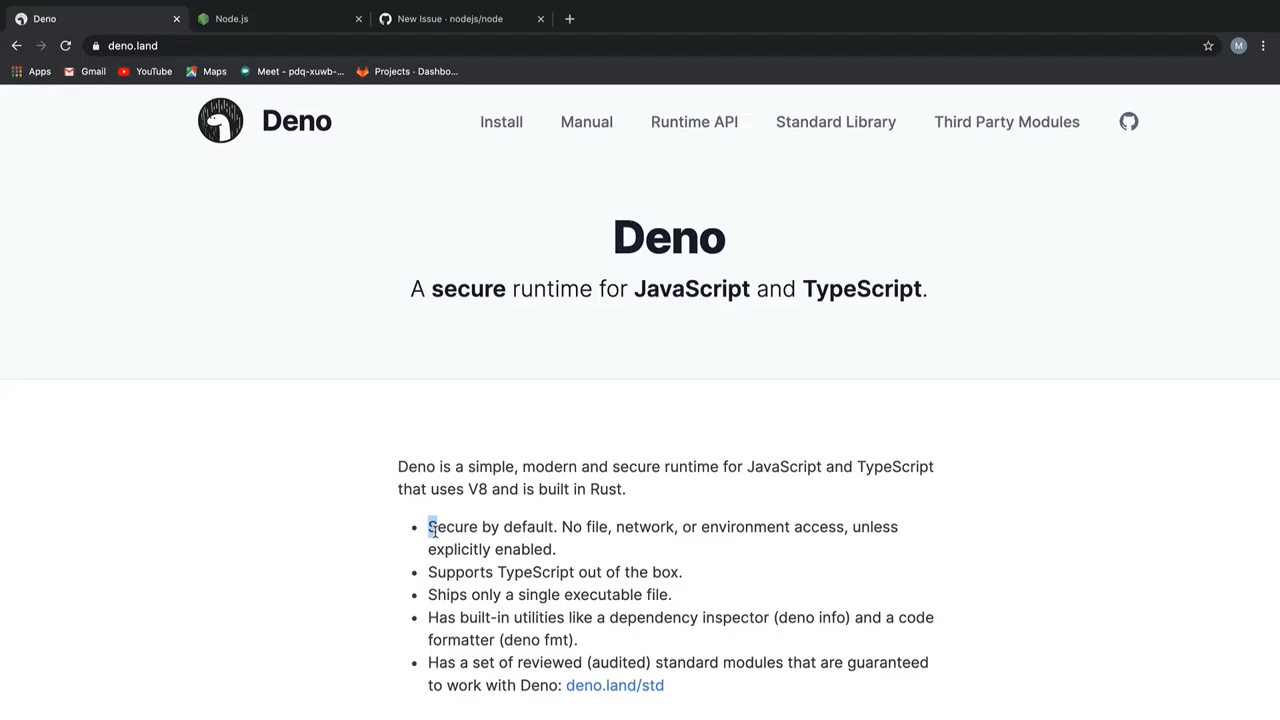 Deno
Node.js
New Issue · nodejs/node
deno.land
M
Apps
Gmail
YouTube
Maps
Meet - pdq-xuwb-...
Projects · Dashbo...
Deno
Install
Manual
Runtime API
Standard Library
Third Party Modules
Deno
A secure runtime for JavaScript and TypeScript.
Deno is a simple, modern and secure runtime for JavaScript and TypeScript
that uses V8 and is built in Rust.
• Secure by default. No file, network, or environment access, unless
explicitly enabled.
• Supports TypeScript out of the box.
• Ships only a single executable file.
• Has built-in utilities like a dependency inspector (deno info) and a code
formatter (deno fmt).
• Has a set of reviewed (audited) standard modules that are guaranteed
to work with Deno: deno.land/std